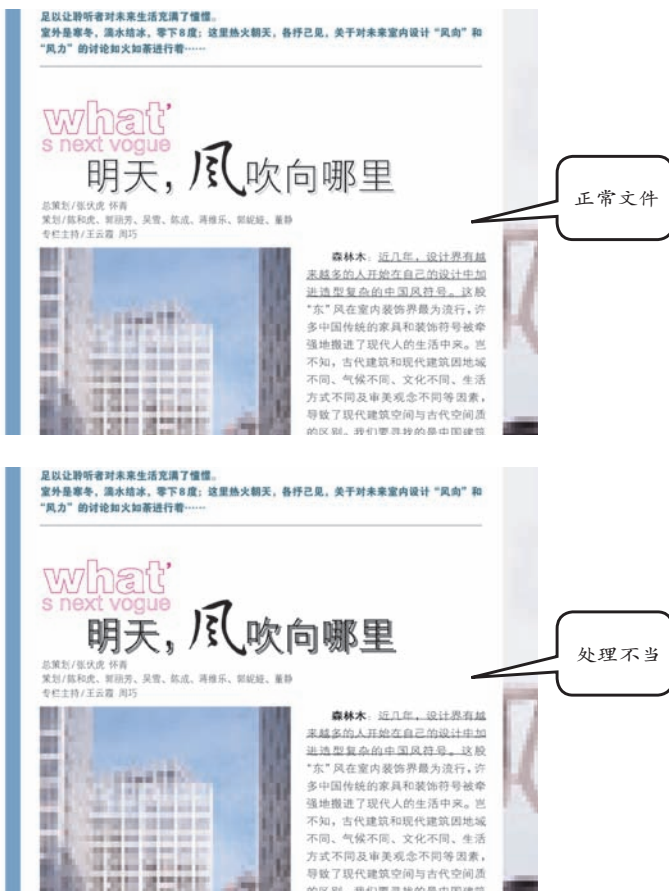 足以让聆听者对未来生活充满了憧憬。
室外是寒冬，滴水结冰，零下8度；这里热火朝天，各抒己见，关于对未来室内设计“风向”和
“风力”的讨论如火如荼进行着……
what’
s next vogue
明天，风吹向哪里
总策划/张伏虎 怀青
策划/陈和虎、郭丽芳、吴雪、陈成、蒋维乐、郭妮娅、董静
专栏主持/王云霞 周巧
正常文件
森林木：近几年，设计界有越
来越多的人开始在自己的设计中加
进造型复杂的中国风符号。这股
“东”风在室内装饰界最为流行，许
多中国传统的家具和装饰符号被牵
强地搬进了现代人的生活中来。岂
不知，古代建筑和现代建筑因地域
不同、气候不同、文化不同、生活
方式不同及审美观念不同等因素，
导致了现代建筑空间与古代空间质
的区别。我们要寻找的是中国建筑
足以让聆听者对未来生活充满了憧憬。
室外是寒冬，滴水结冰，零下8度；这里热火朝天，各抒己见，关于对未来室内设计“风向”和
“风力”的讨论如火如荼进行着……
what’
s next vogue
明天，风吹向哪里
总策划/张伏虎 怀青
策划/陈和虎、郭丽芳、吴雪、陈成、蒋维乐、郭妮娅、董静
专栏主持/王云霞 周巧
处理不当
森林木：近几年，设计界有越
来越多的人开始在自己的设计中加
进造型复杂的中国风符号。这股
“东”风在室内装饰界最为流行，许
多中国传统的家具和装饰符号被牵
强地搬进了现代人的生活中来。岂
不知，古代建筑和现代建筑因地域
不同、气候不同、文化不同、生活
方式不同及审美观念不同等因素，
导致了现代建筑空间与古代空间质
的区别。我们要寻找的是中国建筑